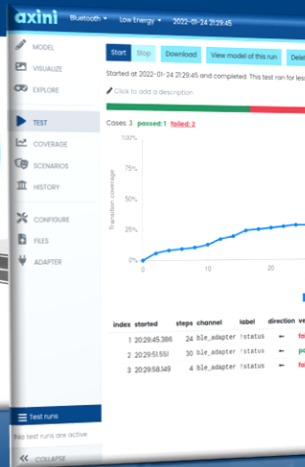 axini Bluetooth Low Energy 2022-01-24 21:29:45
MODEL
VISUALIZE
EXPLORE
TEST
COVERAGE
SCENARIOS
HISTORY
CONFIGURE
FILES
ADAPTER
Test runs
No test runs are active
COLLAPSE
Start Stop Download View model of this run
Started at 2022-01-24 21:29:45 and completed. This test ran for
Click to add a description
Cases: 3 passed: 1 failed: 2
Transition coverage
100%
75%
50%
25%
0%
0 10 20
index started steps channel label direction
1 20:29:45.386 24 ble_adapter !status ←
2 20:29:51.551 30 ble_adapter !status ←
3 20:29:58.149 4 ble_adapter !status ←